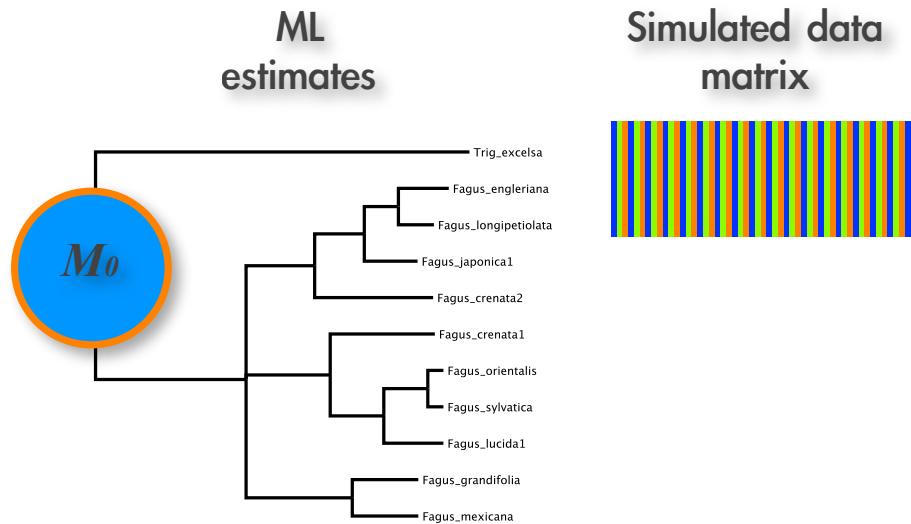 ML
estimates
Simulated data
matrix
Trig_excelsa
Fagus_engleriana
Fagus_longipetiolata
M0
Fagus_japonica1
Fagus_crenata2
Fagus_crenata1
Fagus_orientalis
Fagus_sylvatica
Fagus_lucida1
Fagus_grandifolia
Fagus_mexicana